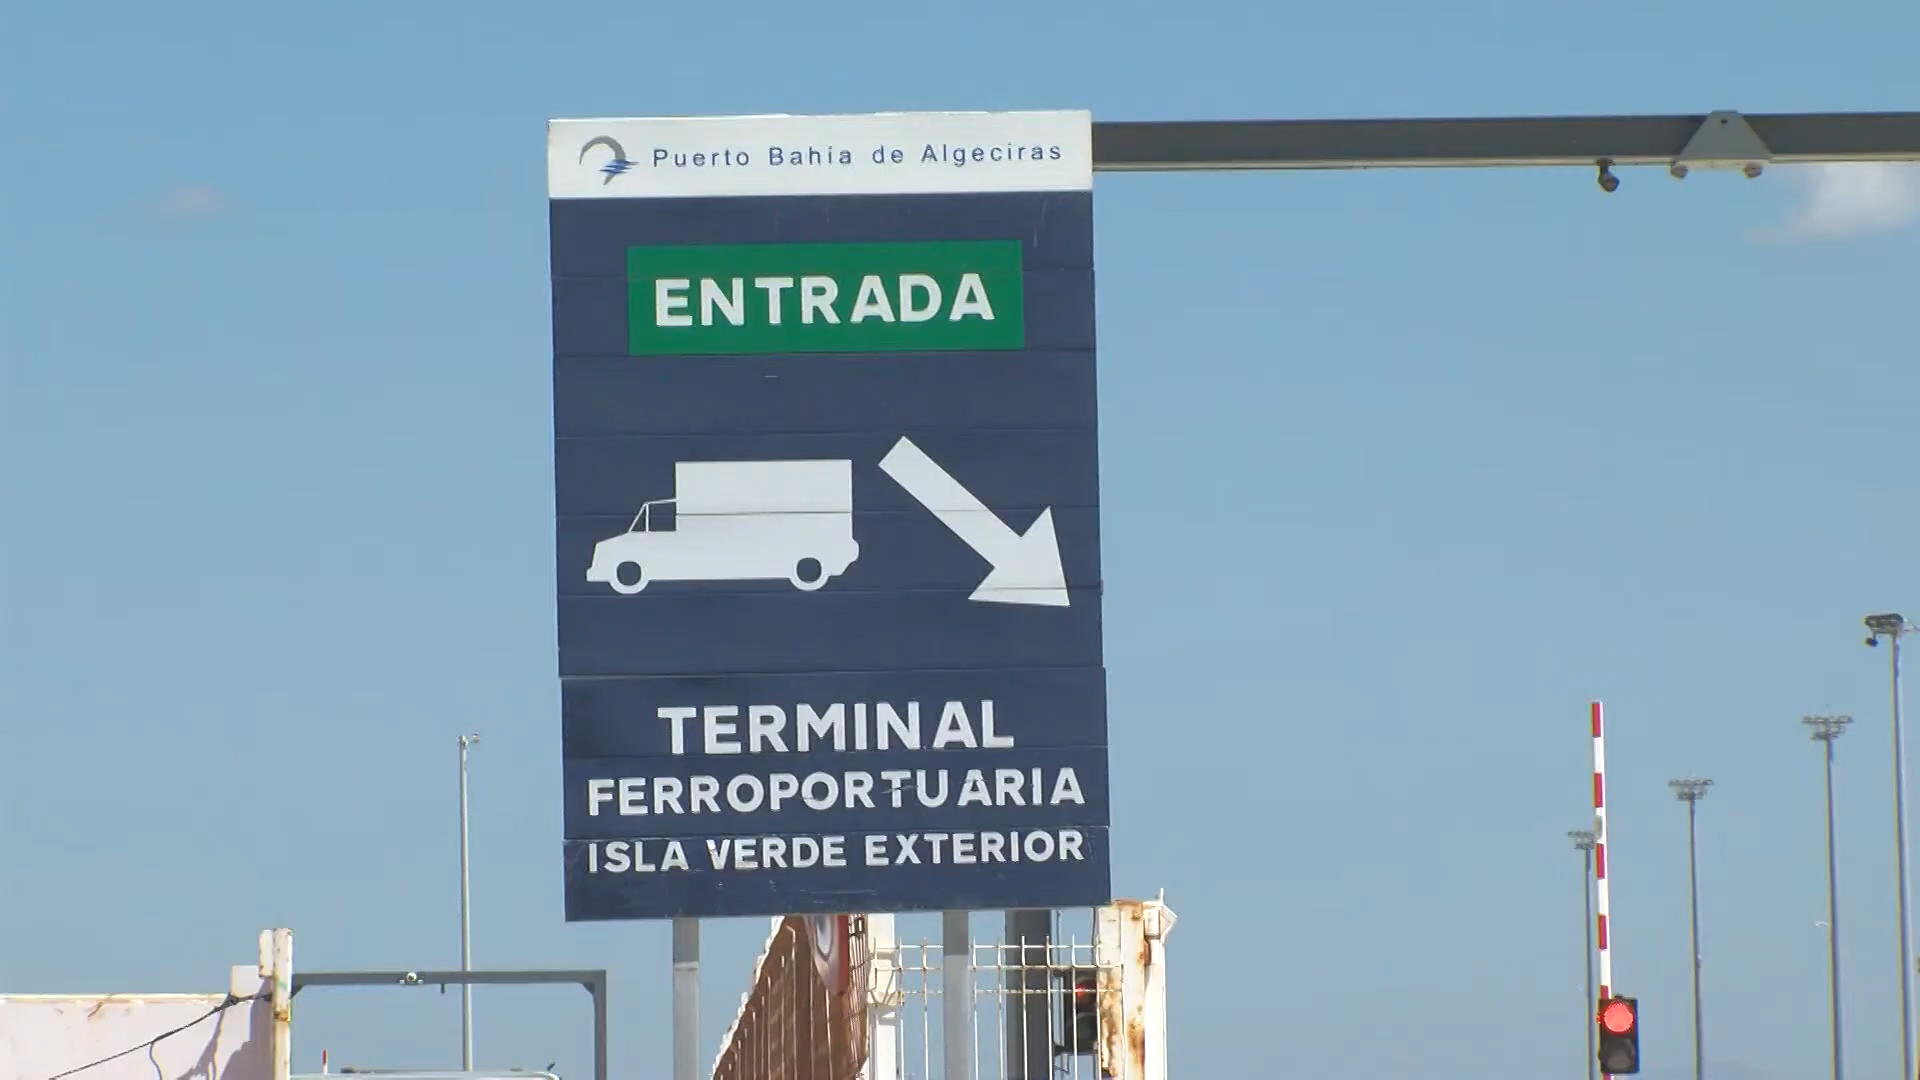 Puerto Bahía de Algeciras
ENTRADA
TERMINAL
FERROPORTUARIA
ISLA VERDE EXTERIOR